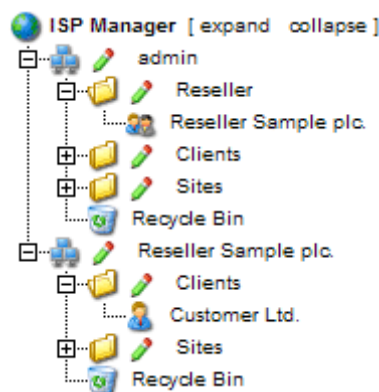 ISP Manager [ expand collapse ]
admin
Reseller
Reseller Sample plc.
Clients
Sites
Recycle Bin
Reseller Sample plc.
Clients
Customer Ltd.
Sites
Recycle Bin